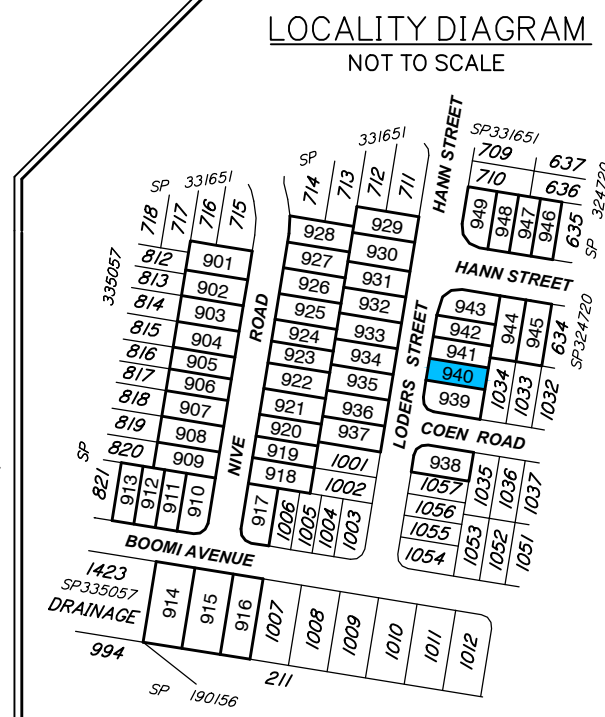 LOCALITY DIAGRAM
NOT TO SCALE
HANN STREET
SP331651
709 637
710 636
324720
SP 331651
714 713 712 711
SP 331651
718 717 716 715
949 948 947 946 635
SP
HANN STREET
335057
812 901
813 902
814 903
815 904
816 905
817 906
818 907
819 908
820 909
SP
821 913 912 911 910
NIVE ROAD
928 929
927 930
926 931
925 932
924 933
923 934
922 935
921 936
920 937
919 1001
918 1002
917 1006 1005 1004 1003
LODERS STREET
943
942
941
940
939
944 945 634
SP324720
1034 1033 1032
COEN ROAD
938
1057
1056
1055
1054
1035 1036 1037
1053 1052 1051
BOOMI AVENUE
1423
SP335057
DRAINAGE
994
914 915 916 1007 1008 1009 1010 1011 1012
211
SP 190156